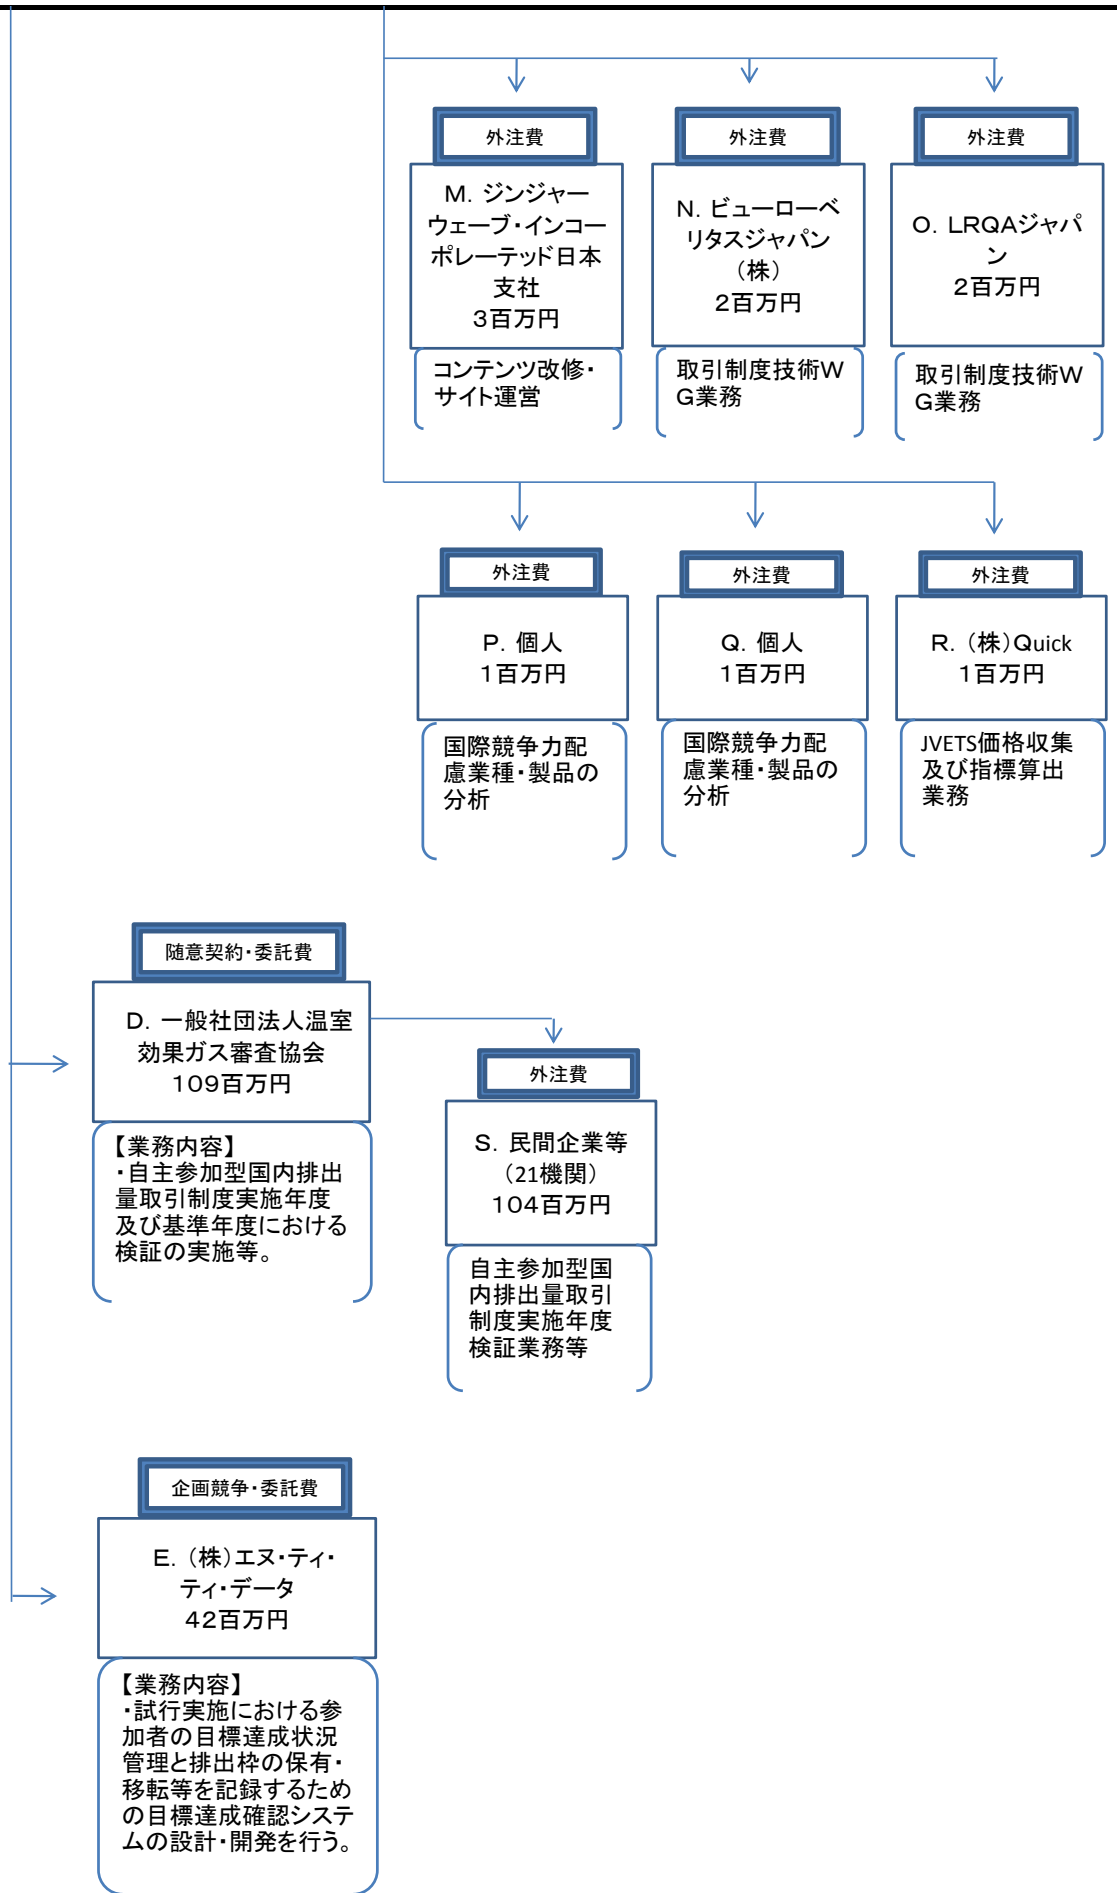 外注費
M．ジンジャー
ウェーブ・インコー
ポレーテッド日本
支社
３百万円
コンテンツ改修・
サイト運営
外注費
N．ビューローベ
リタスジャパン
（株）
２百万円
取引制度技術W
G業務
外注費
O．LRQAジャパ
ン
２百万円
取引制度技術W
G業務
外注費
P．個人
１百万円
国際競争力配
慮業種・製品の
分析
外注費
Q．個人
１百万円
国際競争力配
慮業種・製品の
分析
外注費
R．（株）Quick
１百万円
JVETS価格収集
及び指標算出
業務
随意契約・委託費
D．一般社団法人温室
効果ガス審査協会
１０９百万円
【業務内容】
・自主参加型国内排出
量取引制度実施年度
及び基準年度における
検証の実施等。
外注費
S．民間企業等
（21機関）
１０４百万円
自主参加型国
内排出量取引
制度実施年度
検証業務等
企画競争・委託費
E．（株）エヌ・ティ・
ティ・データ
４２百万円
【業務内容】
・試行実施における参
加者の目標達成状況
管理と排出枠の保有・
移転等を記録するため
の目標達成確認システ
ムの設計・開発を行う。